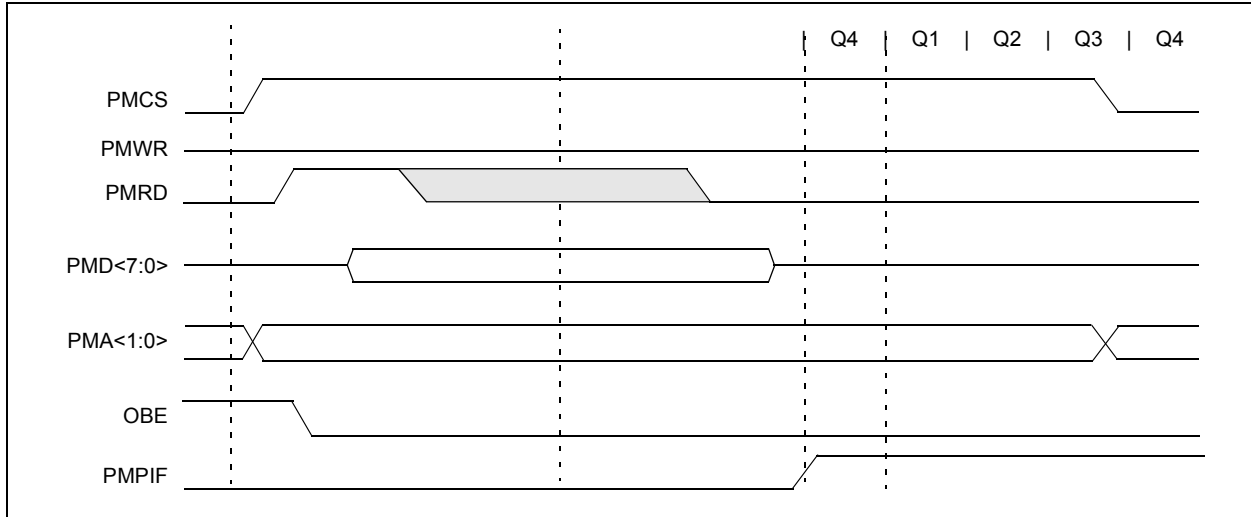 | Q4 | Q1 | Q2 | Q3 | Q4
PMCS
PMWR
PMRD
PMD<7:0>
PMA<1:0>
OBE
PMPIF